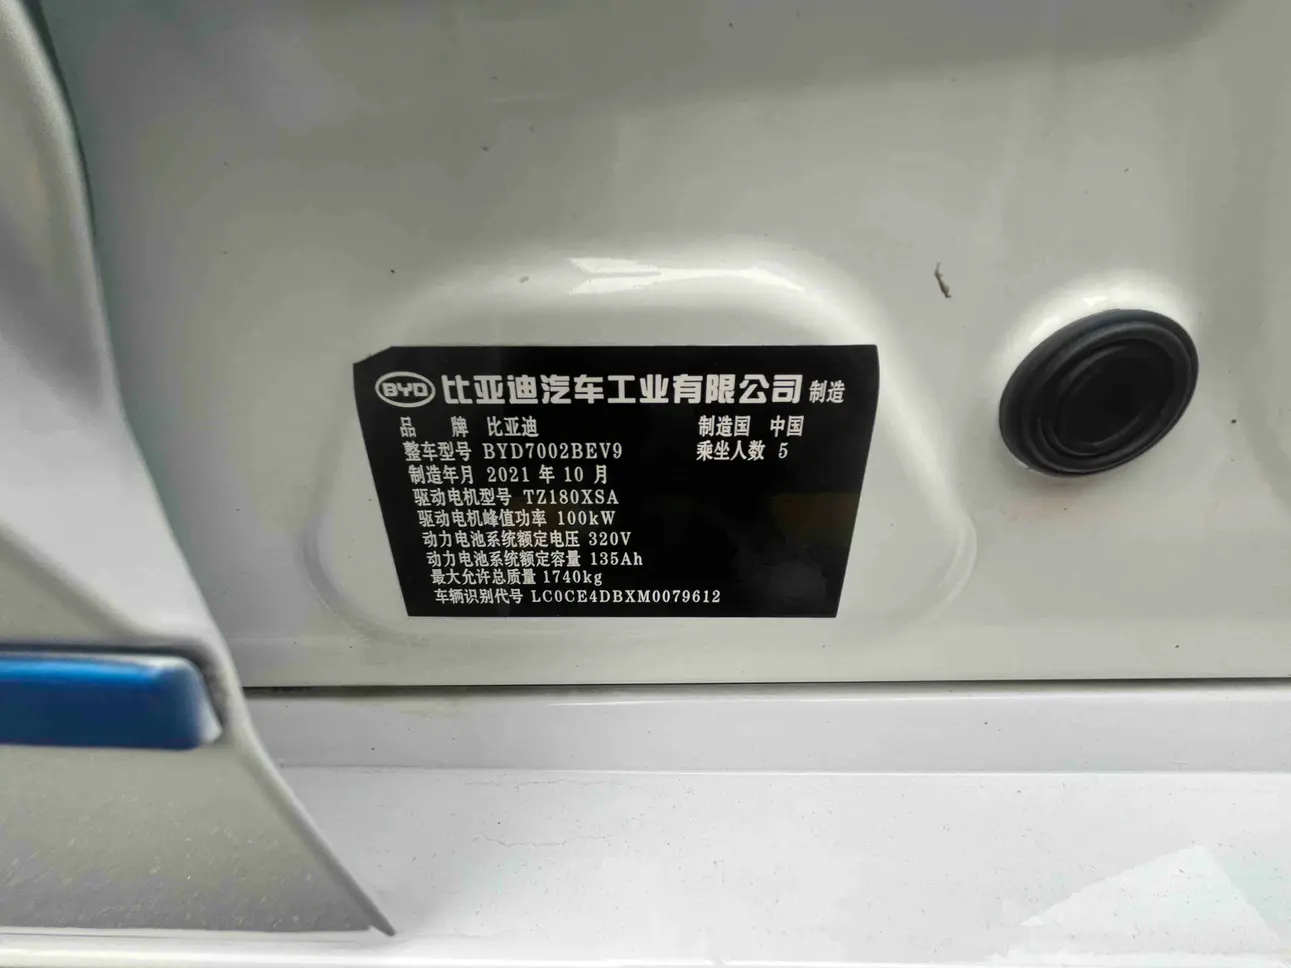 BYD 比亚迪汽车工业有限公司 制造
品牌 比亚迪 制造国 中国
整车型号 BYD7002BEV9 乘坐人数 5
制造年月 2021 年 10 月
驱动电机型号 TZ180XSA
驱动电机峰值功率 100kW
动力电池系统额定电压 320V
动力电池系统额定容量 135Ah
最大允许总质量 1740kg
车辆识别代号 LC0CE4DBXM0079612